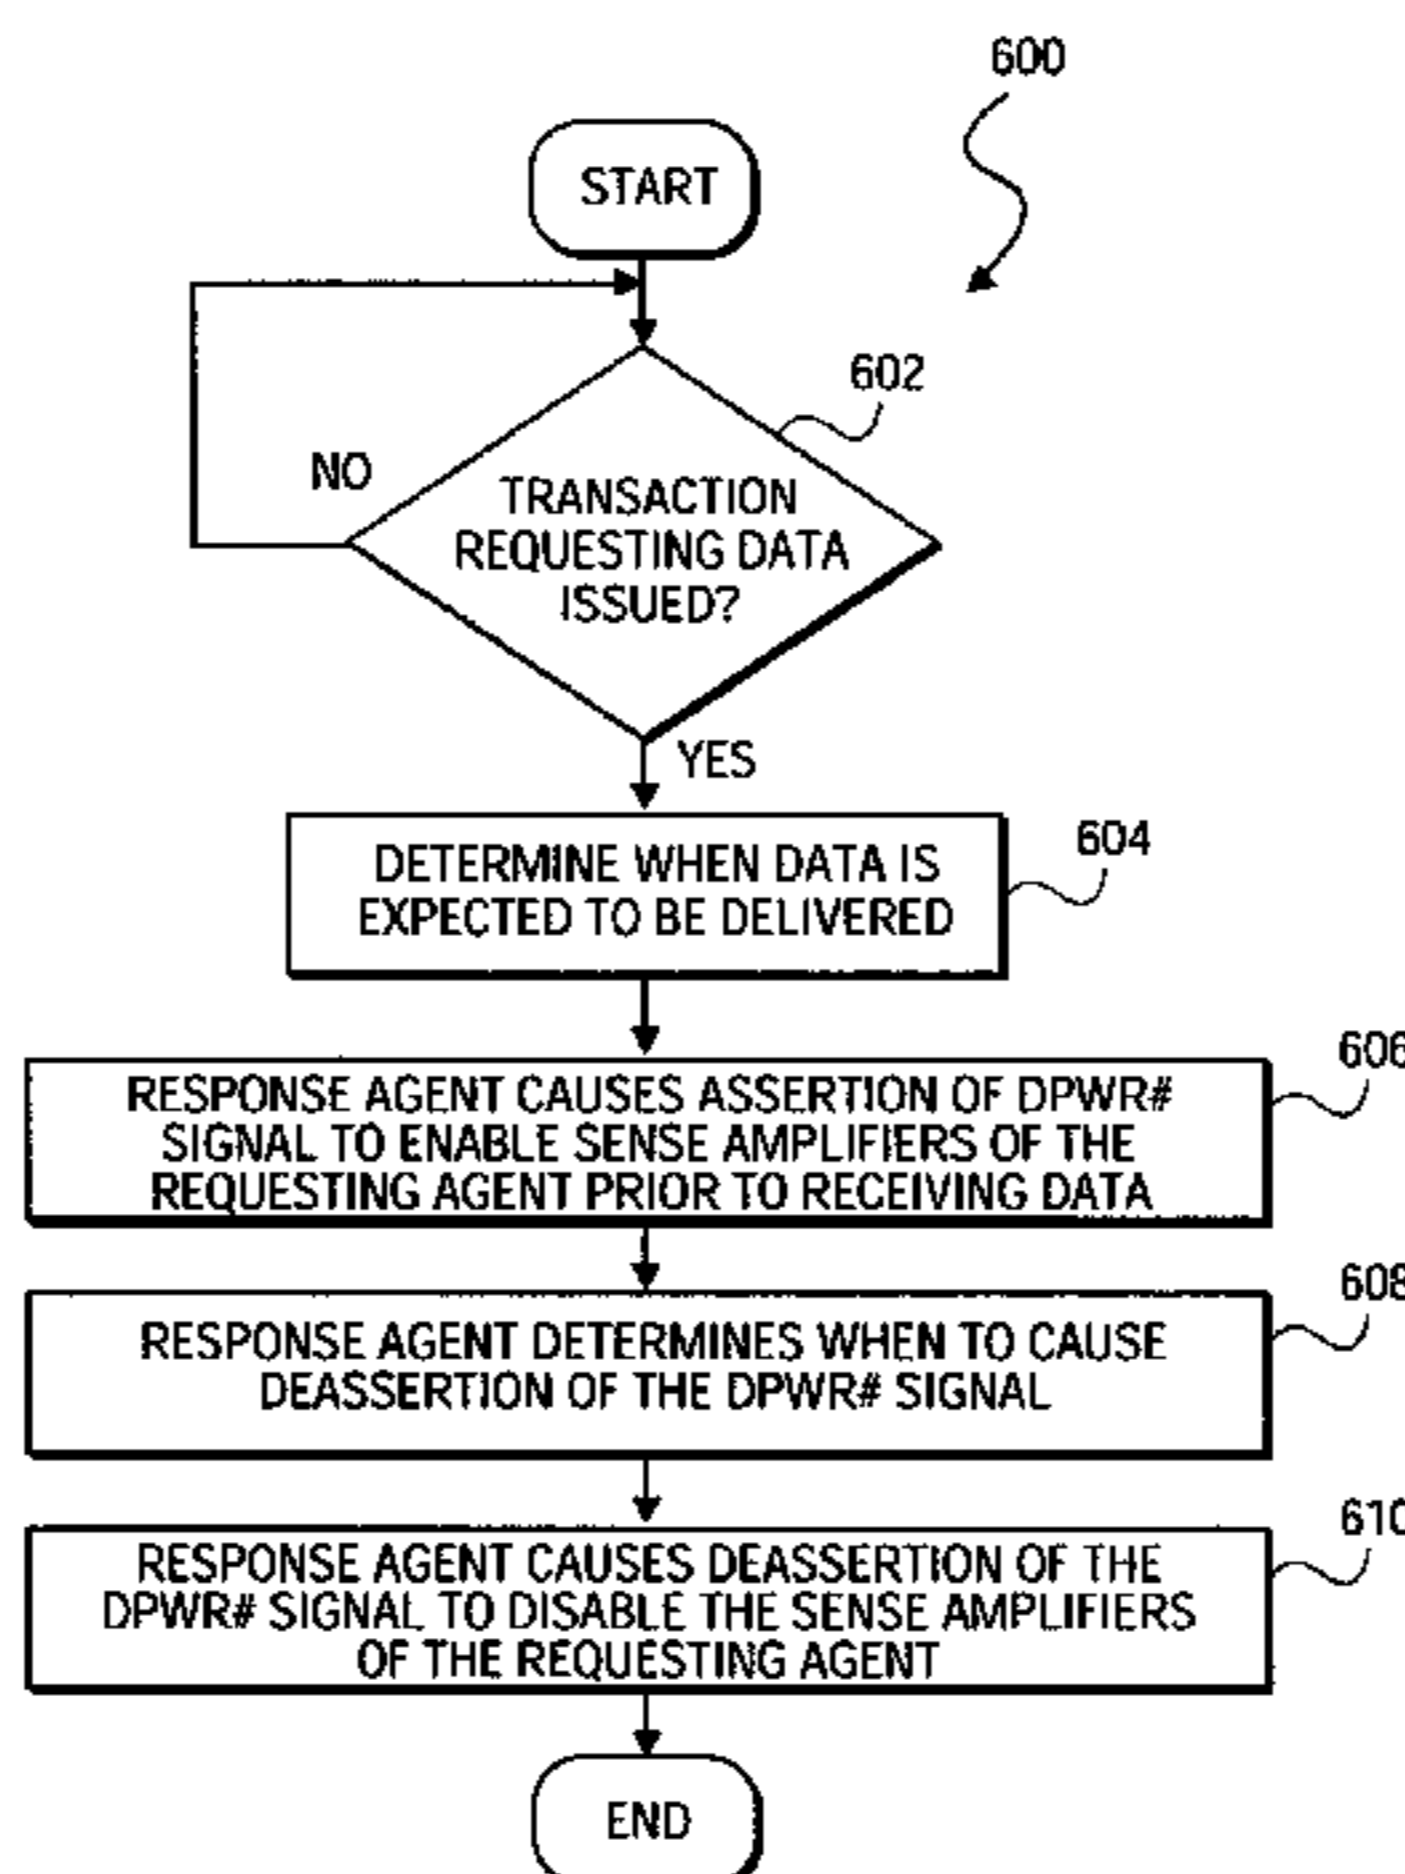 600
START
602
NO
TRANSACTION
REQUESTING DATA
ISSUED?
YES
604
DETERMINE WHEN DATA IS
EXPECTED TO BE DELIVERED
606
RESPONSE AGENT CAUSES ASSERTION OF DPWR#
SIGNAL TO ENABLE SENSE AMPLIFIERS OF THE
REQUESTING AGENT PRIOR TO RECEIVING DATA
608
RESPONSE AGENT DETERMINES WHEN TO CAUSE
DEASSERTION OF THE DPWR# SIGNAL
610
RESPONSE AGENT CAUSES DEASSERTION OF THE
DPWR# SIGNAL TO DISABLE THE SENSE AMPLIFIERS
OF THE REQUESTING AGENT
END